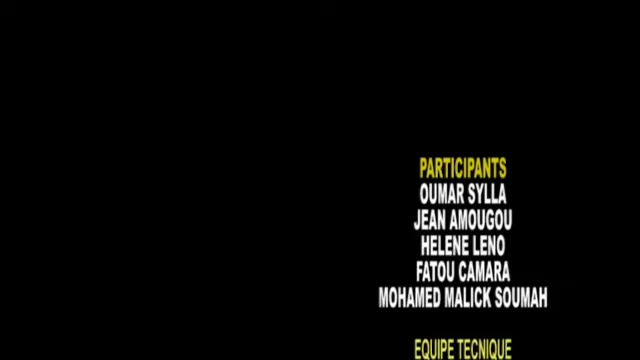 PARTICIPANTS
OUMAR SYLLA
JEAN AMOUGOU
HELENE LENO
FATOU CAMARA
MOHAMED MALICK SOUMAH
EQUIPE TECNIQUE